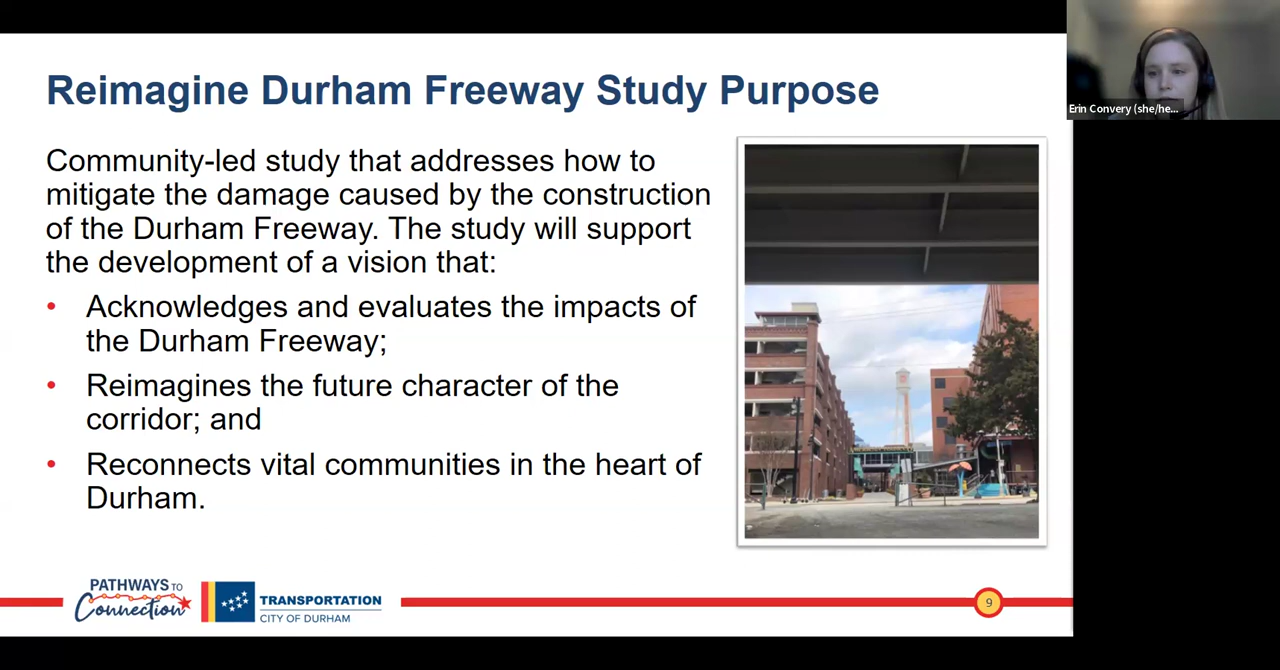 Reimagine Durham Freeway Study Purpose
Erin Convery (she/he...
Community-led study that addresses how to
mitigate the damage caused by the construction
of the Durham Freeway. The study will support
the development of a vision that:
• Acknowledges and evaluates the impacts of
the Durham Freeway;
• Reimagines the future character of the
corridor; and
• Reconnects vital communities in the heart of
Durham.
PATHWAYS TO
Connection
TRANSPORTATION
CITY OF DURHAM
9